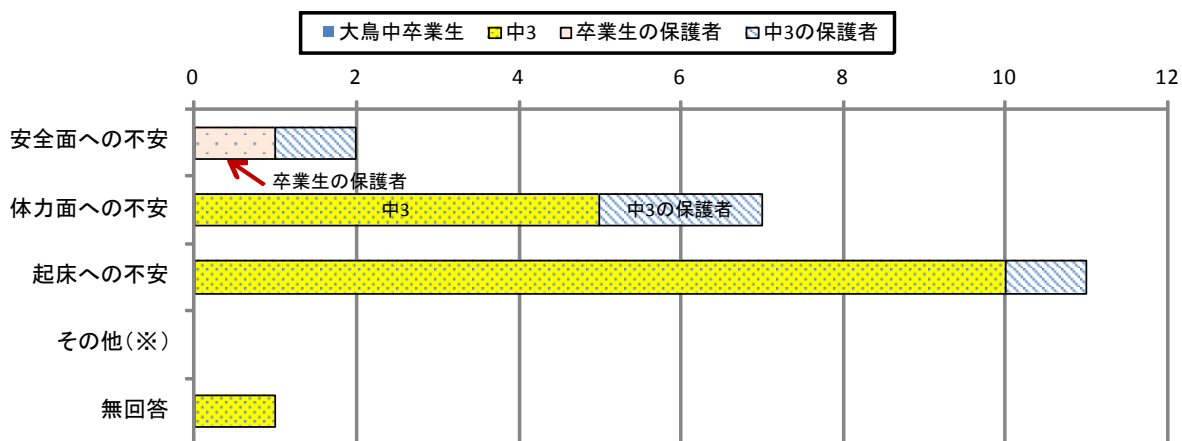 大鳥中卒業生 中3 卒業生の保護者 中3の保護者
0 2 4 6 8 10 12
安全面への不安
卒業生の保護者
体力面への不安 中3 中3の保護者
起床への不安
その他(※)
無回答